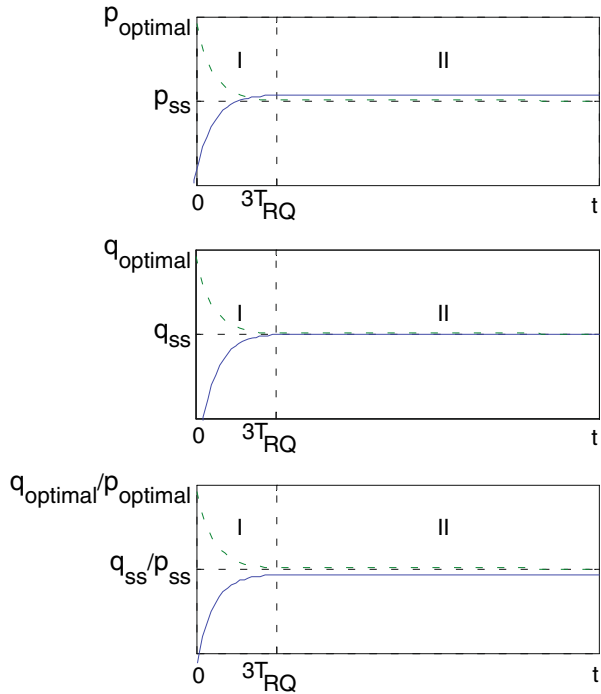 p_optimal
I II
p_ss
0 3T_RQ t
q_optimal
I II
q_ss
0 3T_RQ t
q_optimal/p_optimal
I II
q_ss/p_ss
0 3T_RQ t